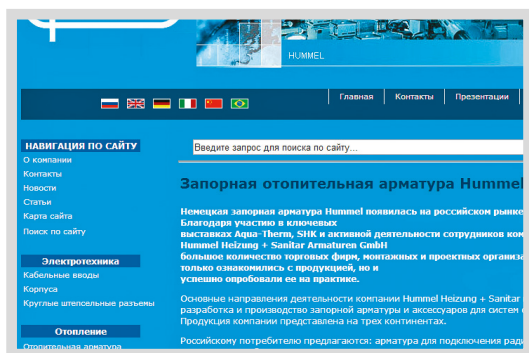 HUMMEL
Главная Контакты Презентации
НАВИГАЦИЯ ПО САЙТУ
О компании
Контакты
Новости
Статьи
Карта сайта
Поиск по сайту
Электротехника
Кабельные вводы
Корпуса
Круглые штепсельные разъемы
Отопление
Отопительная арматура
Введите запрос для поиска по сайту...
Запорная отопительная арматура Hummel
Немецкая запорная арматура Hummel появилась на российском рынке
Благодаря участию в ключевых
выставках Aqua-Therm, SHK и активной деятельности сотрудников
Hummel Heizung + Sanitar Armaturen GmbH
большое количество торговых фирм, монтажных и проектных
только ознакомились с продукцией, но и
успешно опробовали ее на практике.
Основные направления деятельности компании Hummel Heizung + Sanitar
разработка и производство запорной арматуры и аксессуаров для систем
Продукция компании представлена на трех континентах.
Российскому потребителю предлагаются: арматура для подключения